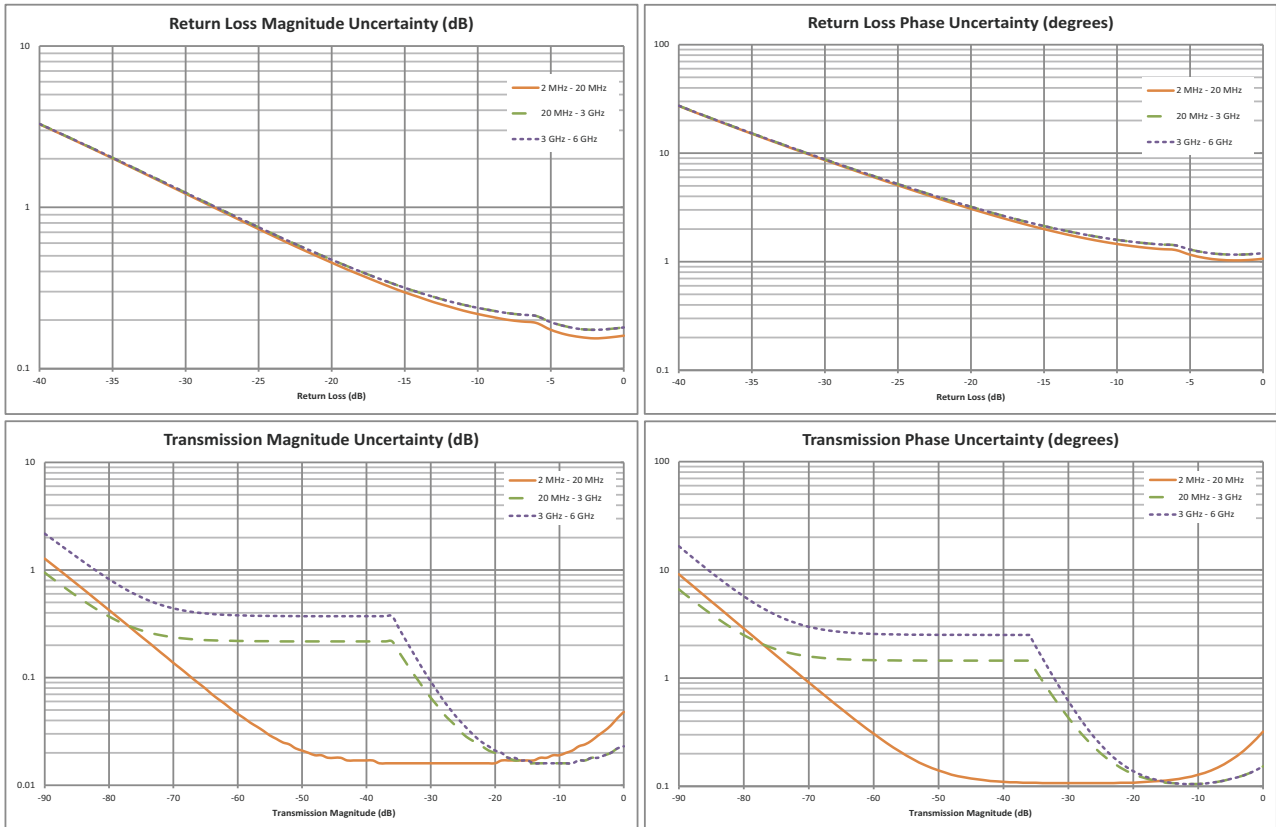 Return Loss Magnitude Uncertainty (dB)
10
1
0.1
2 MHz - 20 MHz
20 MHz - 3 GHz
3 GHz - 6 GHz
-40 -35 -30 -25 -20 -15 -10 -5 0
Return Loss (dB)
Return Loss Phase Uncertainty (degrees)
100
10
1
0.1
2 MHz - 20 MHz
20 MHz - 3 GHz
3 GHz - 6 GHz
-40 -35 -30 -25 -20 -15 -10 -5 0
Return Loss (dB)
Transmission Magnitude Uncertainty (dB)
10
1
0.1
0.01
2 MHz - 20 MHz
20 MHz - 3 GHz
3 GHz - 6 GHz
-90 -80 -70 -60 -50 -40 -30 -20 -10 0
Transmission Magnitude (dB)
Transmission Phase Uncertainty (degrees)
100
10
1
0.1
2 MHz - 20 MHz
20 MHz - 3 GHz
3 GHz - 6 GHz
-90 -80 -70 -60 -50 -40 -30 -20 -10 0
Transmission Magnitude (dB)